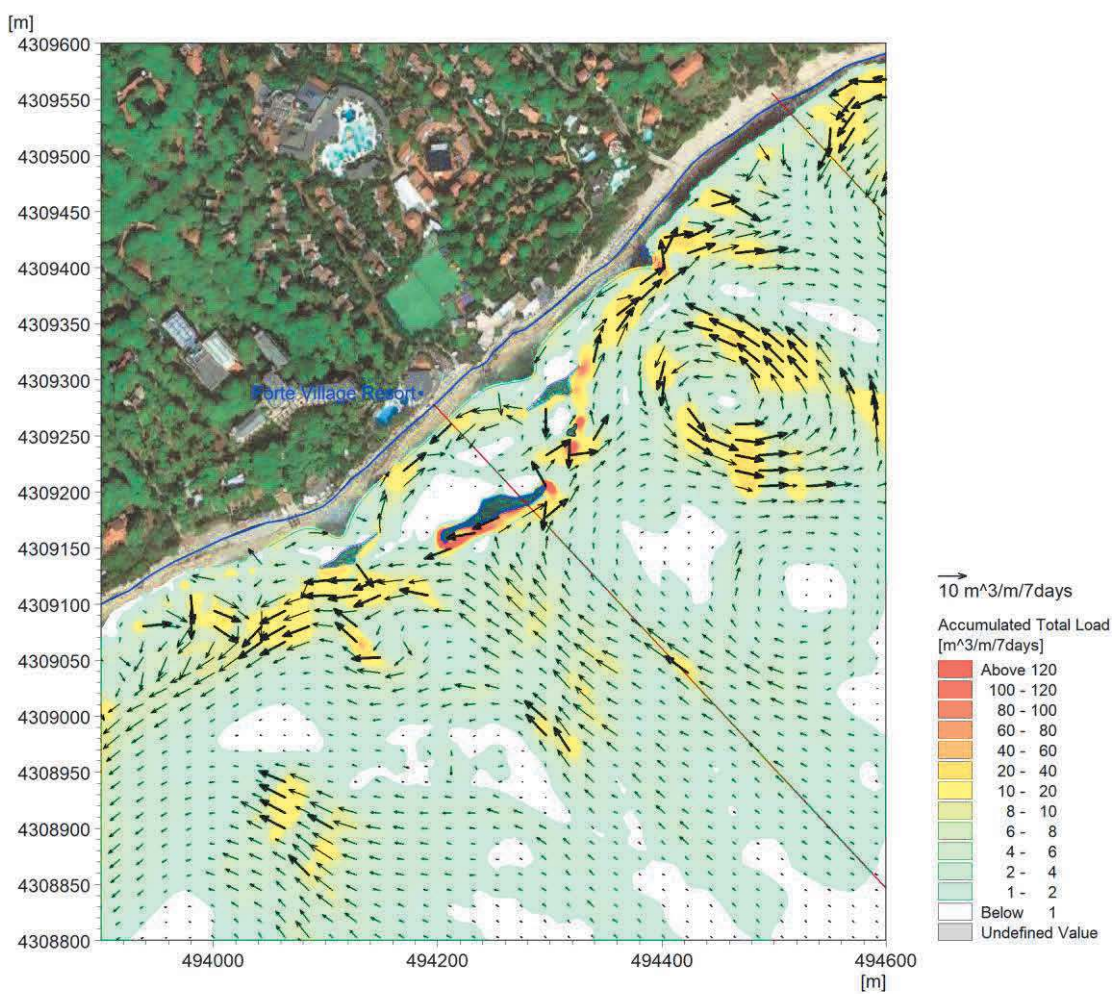 [m]
4309600
4309550
4309500
4309450
4309400
4309350
4309300
4309250
4309200
4309150
4309100
4309050
4309000
4308950
4308900
4308850
4308800
Forte Village Resort
494000 494200 494400 494600
[m]
10 m^3/m/7days
Accumulated Total Load
[m^3/m/7days]
Above 120
100 - 120
80 - 100
60 - 80
40 - 60
20 - 40
10 - 20
8 - 10
6 - 8
4 - 6
2 - 4
1 - 2
Below 1
Undefined Value